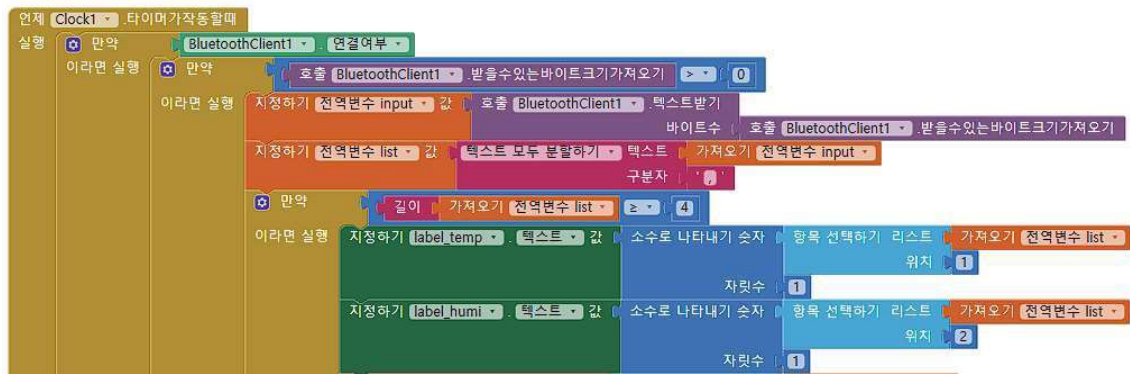 언제 Clock1 .타이머가작동할때
실행 만약 BluetoothClient1 . 연결여부
이라면 실행 만약 호출 BluetoothClient1 .받을수있는바이트크기가져오기 > 0
이라면 실행 지정하기 전역변수 input 값 호출 BluetoothClient1 .텍스트받기
바이트수 호출 BluetoothClient1 .받을수있는바이트크기가져오기
지정하기 전역변수 list 값 텍스트 모두 분할하기 텍스트 가져오기 전역변수 input
구분자 ' , '
만약 길이 가져오기 전역변수 list ≥ 4
이라면 실행 지정하기 label_temp . 텍스트 값 소수로 나타내기 숫자 항목 선택하기 리스트 가져오기 전역변수 list
위치 1
자릿수 1
지정하기 label_humi . 텍스트 값 소수로 나타내기 숫자 항목 선택하기 리스트 가져오기 전역변수 list
위치 2
자릿수 1